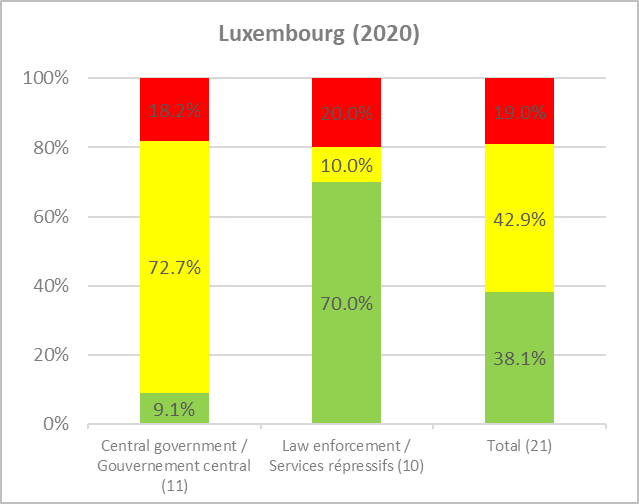 Luxembourg (2020)
100%
80%
60%
40%
20%
0%
18.2%
20.0%
19.0%
72.7%
10.0%
42.9%
9.1%
70.0%
38.1%
Central government /
Gouvernement central
(11)
Law enforcement /
Services répressifs (10)
Total (21)